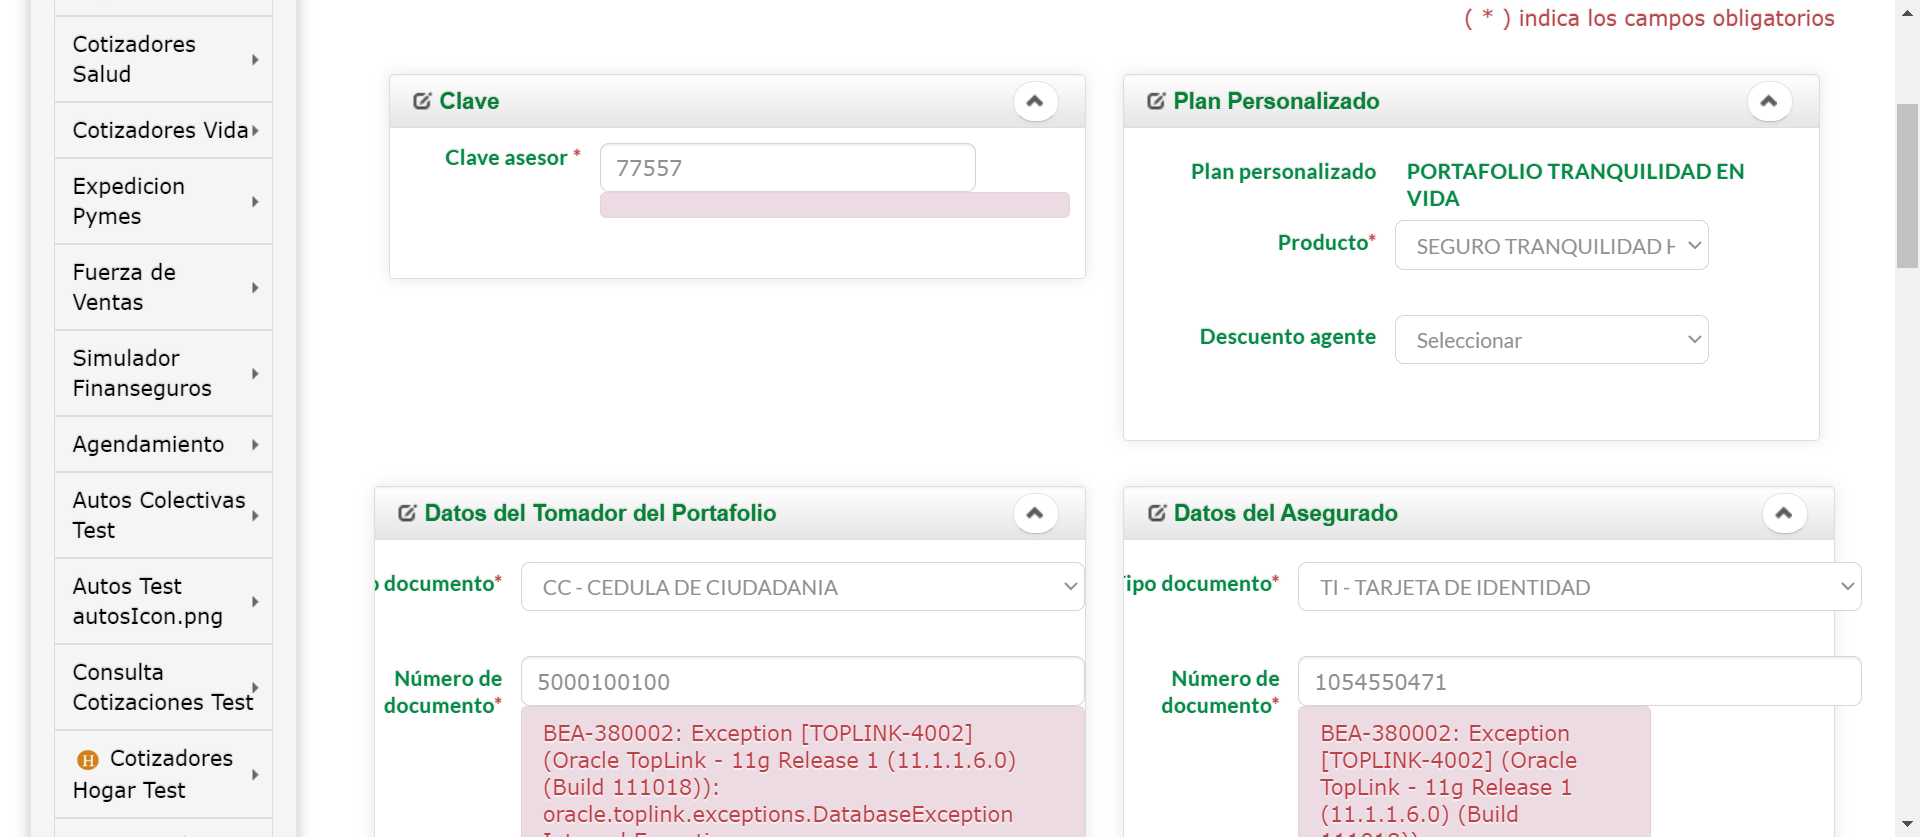 ( * ) indica los campos obligatorios
Cotizadores
Salud
Cotizadores Vida
Expedicion
Pymes
Fuerza de
Ventas
Simulador
Finanseguros
Agendamiento
Autos Colectivas
Test
Autos Test
autosIcon.png
Consulta
Cotizaciones Test
H Cotizadores
Hogar Test
Clave
Clave asesor *
77557
Plan Personalizado
Plan personalizado
PORTAFOLIO TRANQUILIDAD EN
VIDA
Producto*
SEGURO TRANQUILIDAD H
Descuento agente
Seleccionar
Datos del Tomador del Portafolio
o documento*
CC - CEDULA DE CIUDADANIA
Número de
documento*
5000100100
BEA-380002: Exception [TOPLINK-4002]
(Oracle TopLink - 11g Release 1 (11.1.1.6.0)
(Build 111018)):
oracle.toplink.exceptions.DatabaseException
Datos del Asegurado
Tipo documento*
TI - TARJETA DE IDENTIDAD
Número de
documento*
1054550471
BEA-380002: Exception
[TOPLINK-4002] (Oracle
TopLink - 11g Release 1
(11.1.1.6.0) (Build